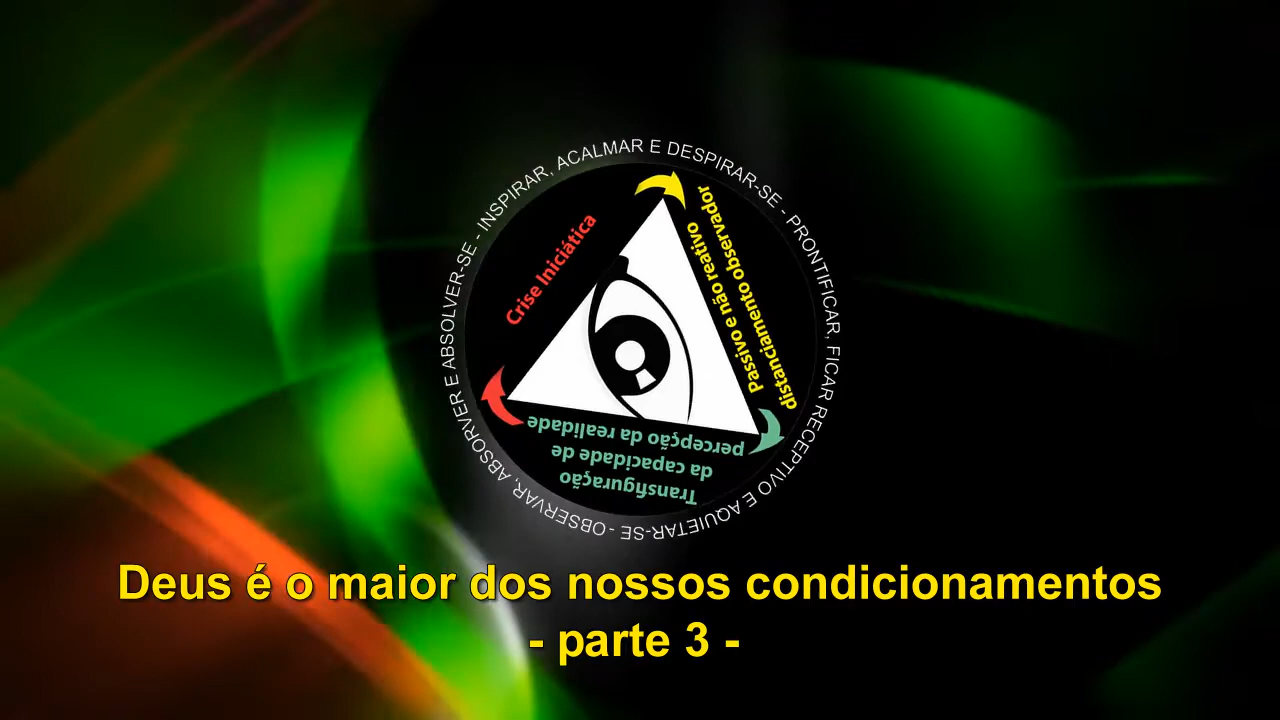 INSPIRAR, ACALMAR E DESPIRAR-SE - PRONTIFICAR, FICAR RECEPTIVO E AQUIETAR-SE - OBSERVAR, ABSORVER E ABSOLVER-SE -
Crise Iniciática
Passivo e não reativo
distanciamento observador
Transfiguração
da capacidade de
percepção da realidade
Deus é o maior dos nossos condicionamentos
- parte 3 -